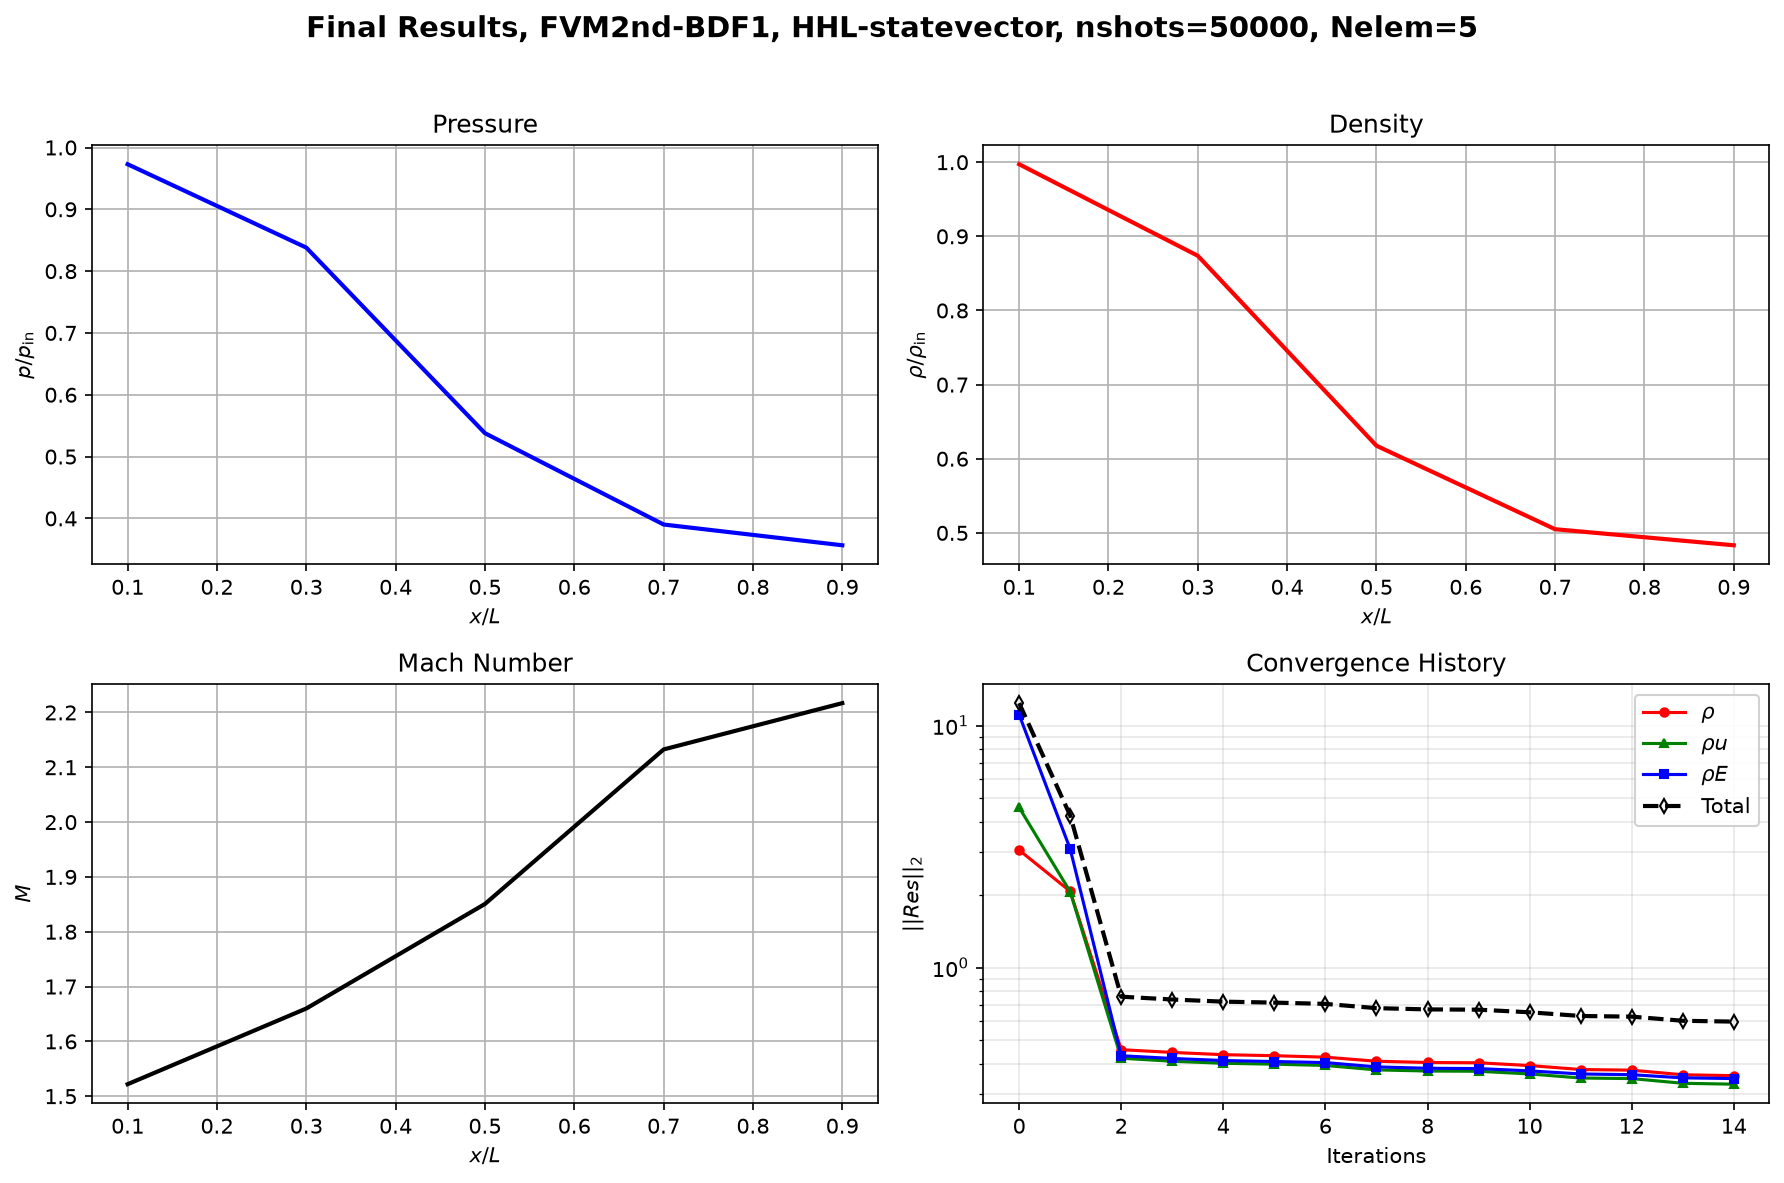 Final Results, FVM2nd-BDF1, HHL-statevector, nshots=50000, Nelem=5
Pressure
1.0
0.9
0.8
0.7
0.6
0.5
0.4
p/p_in
0.1 0.2 0.3 0.4 0.5 0.6 0.7 0.8 0.9
x/L
Density
1.0
0.9
0.8
0.7
0.6
0.5
ρ/ρ_in
0.1 0.2 0.3 0.4 0.5 0.6 0.7 0.8 0.9
x/L
Mach Number
2.2
2.1
2.0
1.9
1.8
1.7
1.6
1.5
M
0.1 0.2 0.3 0.4 0.5 0.6 0.7 0.8 0.9
x/L
Convergence History
10^1
10^0
||Res||_2
ρ
ρu
ρE
Total
0 2 4 6 8 10 12 14
Iterations